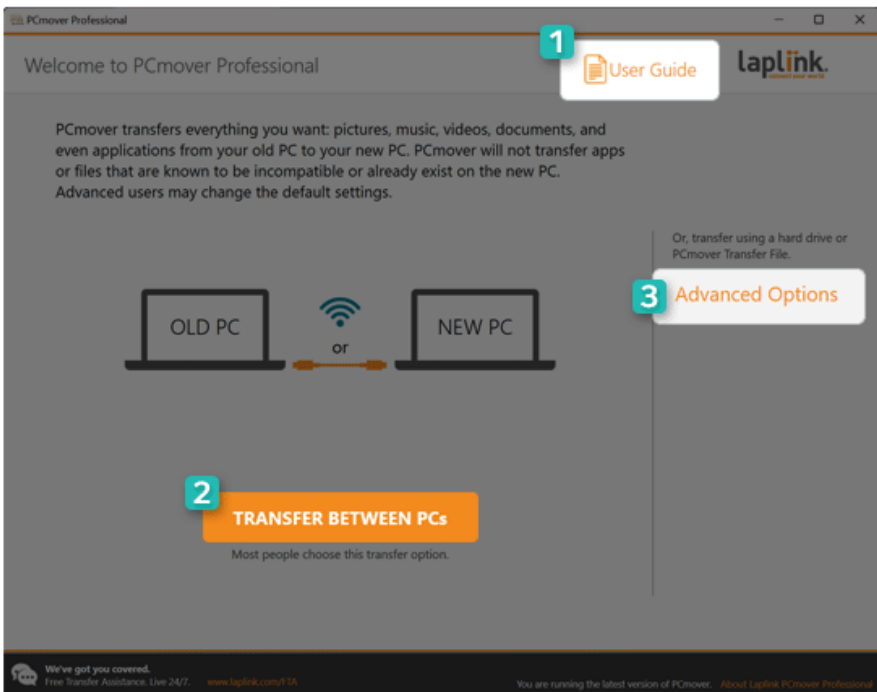 PCmover Professional
1
Welcome to PCmover Professional
User Guide
laplink.
connect your world
PCmover transfers everything you want: pictures, music, videos, documents, and
even applications from your old PC to your new PC. PCmover will not transfer apps
or files that are known to be incompatible or already exist on the new PC.
Advanced users may change the default settings.
Or, transfer using a hard drive or
PCmover Transfer File.
3
Advanced Options
OLD PC
or
NEW PC
2
TRANSFER BETWEEN PCs
Most people choose this transfer option.
We've got you covered.
Free Transfer Assistance. Live 24/7.
www.laplink.com/FTA
You are running the latest version of PCmover.
About Laplink PCmover Professional